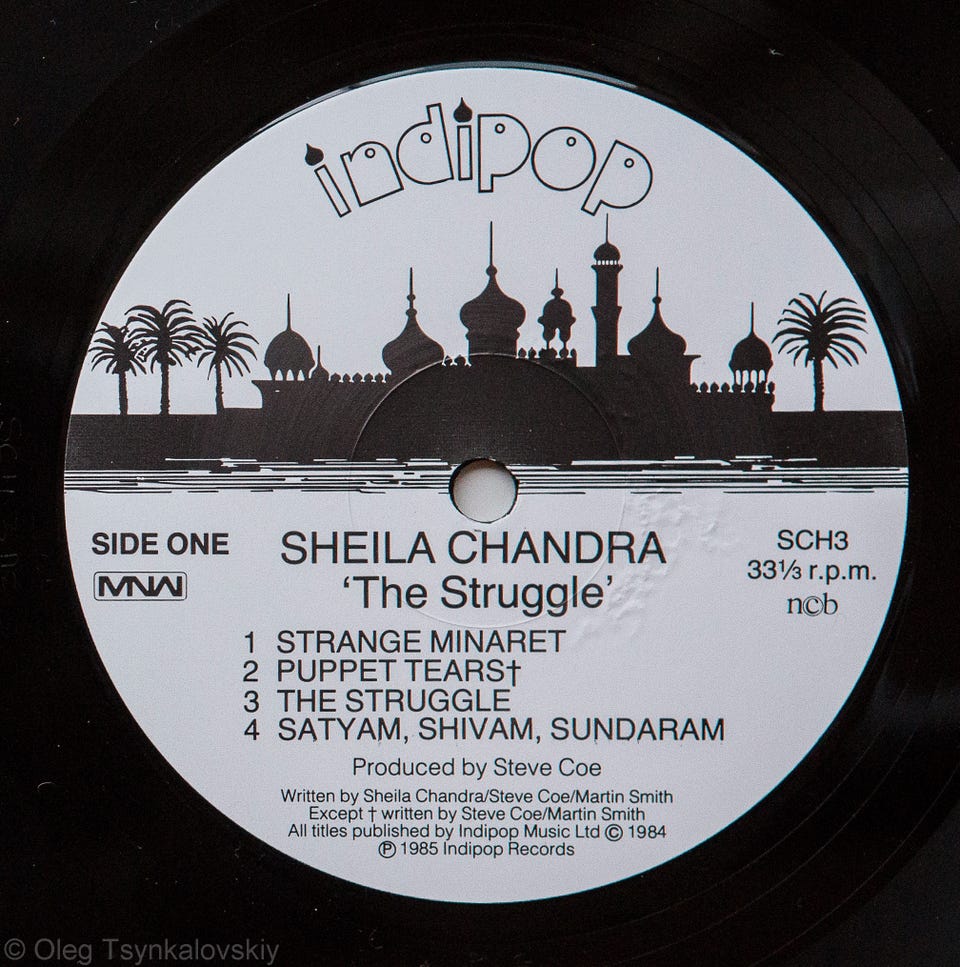 indipop
SIDE ONE
MNW
SHEILA CHANDRA
‘The Struggle’
SCH3
33⅓ r.p.m.
n©b
1 STRANGE MINARET
2 PUPPET TEARS†
3 THE STRUGGLE
4 SATYAM, SHIVAM, SUNDARAM
Produced by Steve Coe
Written by Sheila Chandra/Steve Coe/Martin Smith
Except † written by Steve Coe/Martin Smith
All titles published by Indipop Music Ltd © 1984
℗ 1985 Indipop Records
© Oleg Tsynkalovskiy